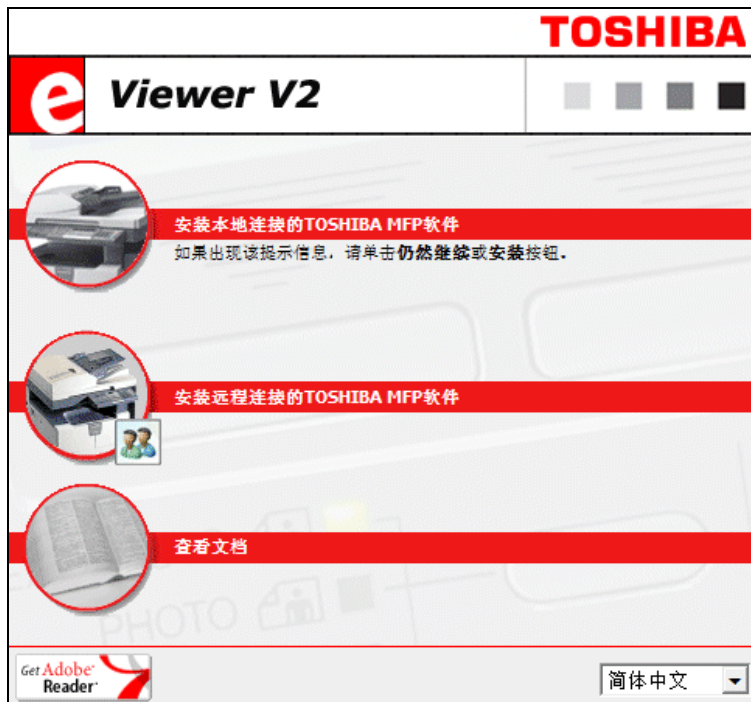 TOSHIBA
e Viewer V2
安装本地连接的TOSHIBA MFP软件
如果出现该提示信息，请单击仍然继续或安装按钮。
安装远程连接的TOSHIBA MFP软件
查看文档
PHOTO
Get Adobe®
Reader®
简体中文